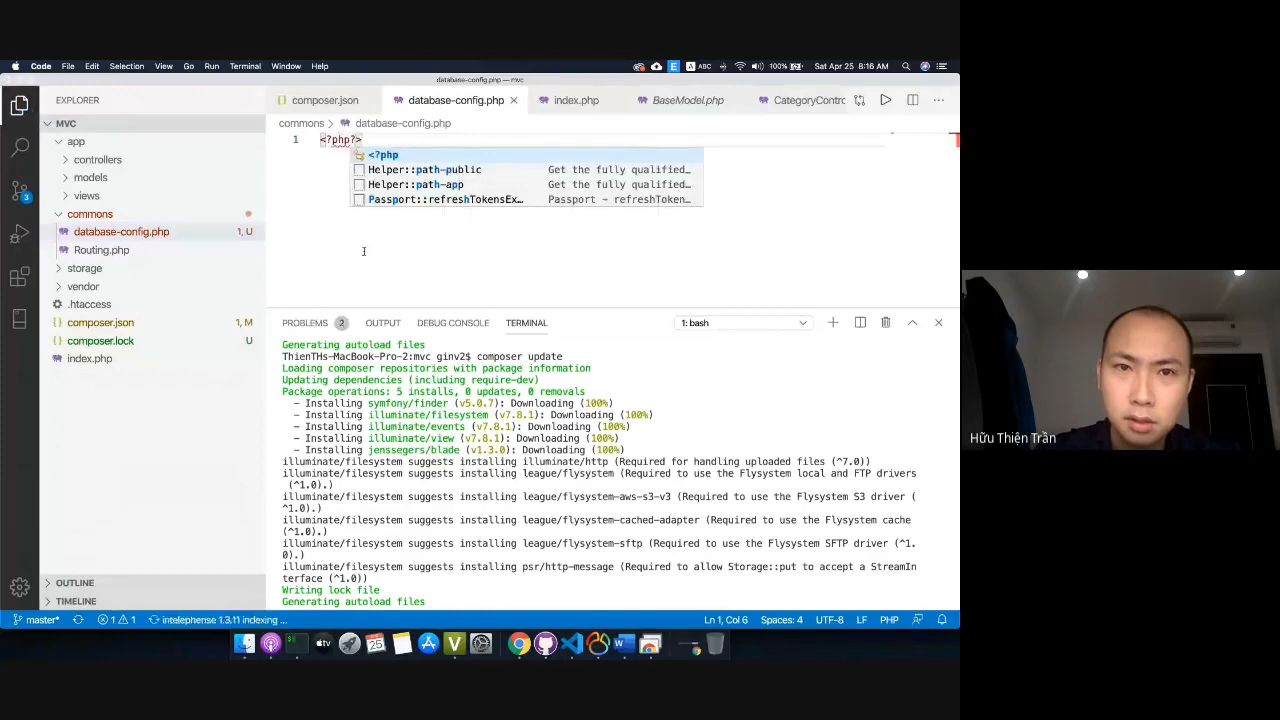 Code File Edit Selection View Go Run Terminal Window Help
E A ABC 100% Sat Apr 25 8:16 AM
database-config.php — mvc
EXPLORER
composer.json database-config.php index.php BaseModel.php CategoryContro
MVC
commons > database-config.php
app
controllers
models
views
commons
database-config.php 1, U
Routing.php
storage
vendor
.htaccess
composer.json 1, M
composer.lock U
index.php
OUTLINE
TIMELINE
3
1 <?php?>
<?php
Helper::path-public Get the fully qualified…
Helper::path-app Get the fully qualified…
Passport::refreshTokensEx… Passport ~ refreshToken…
PROBLEMS 2 OUTPUT DEBUG CONSOLE TERMINAL 1: bash
Generating autoload files
ThienTHs-MacBook-Pro-2:mvc ginv2$ composer update
Loading composer repositories with package information
Updating dependencies (including require-dev)
Package operations: 5 installs, 0 updates, 0 removals
- Installing symfony/finder (v5.0.7): Downloading (100%)
- Installing illuminate/filesystem (v7.8.1): Downloading (100%)
- Installing illuminate/events (v7.8.1): Downloading (100%)
- Installing illuminate/view (v7.8.1): Downloading (100%)
- Installing jenssegers/blade (v1.3.0): Downloading (100%)
illuminate/filesystem suggests installing illuminate/http (Required for handling uploaded files (^7.0))
illuminate/filesystem suggests installing league/flysystem (Required to use the Flysystem local and FTP drivers
(^1.0).)
illuminate/filesystem suggests installing league/flysystem-aws-s3-v3 (Required to use the Flysystem S3 driver (
^1.0).)
illuminate/filesystem suggests installing league/flysystem-cached-adapter (Required to use the Flysystem cache
(^1.0).)
illuminate/filesystem suggests installing league/flysystem-sftp (Required to use the Flysystem SFTP driver (^1.
0).)
illuminate/filesystem suggests installing psr/http-message (Required to allow Storage::put to accept a StreamIn
terface (^1.0))
Writing lock file
Generating autoload files
master* 1 1 intelephense 1.3.11 indexing ... Ln 1, Col 6 Spaces: 4 UTF-8 LF PHP
tv 25 V W
Hữu Thiện Trần